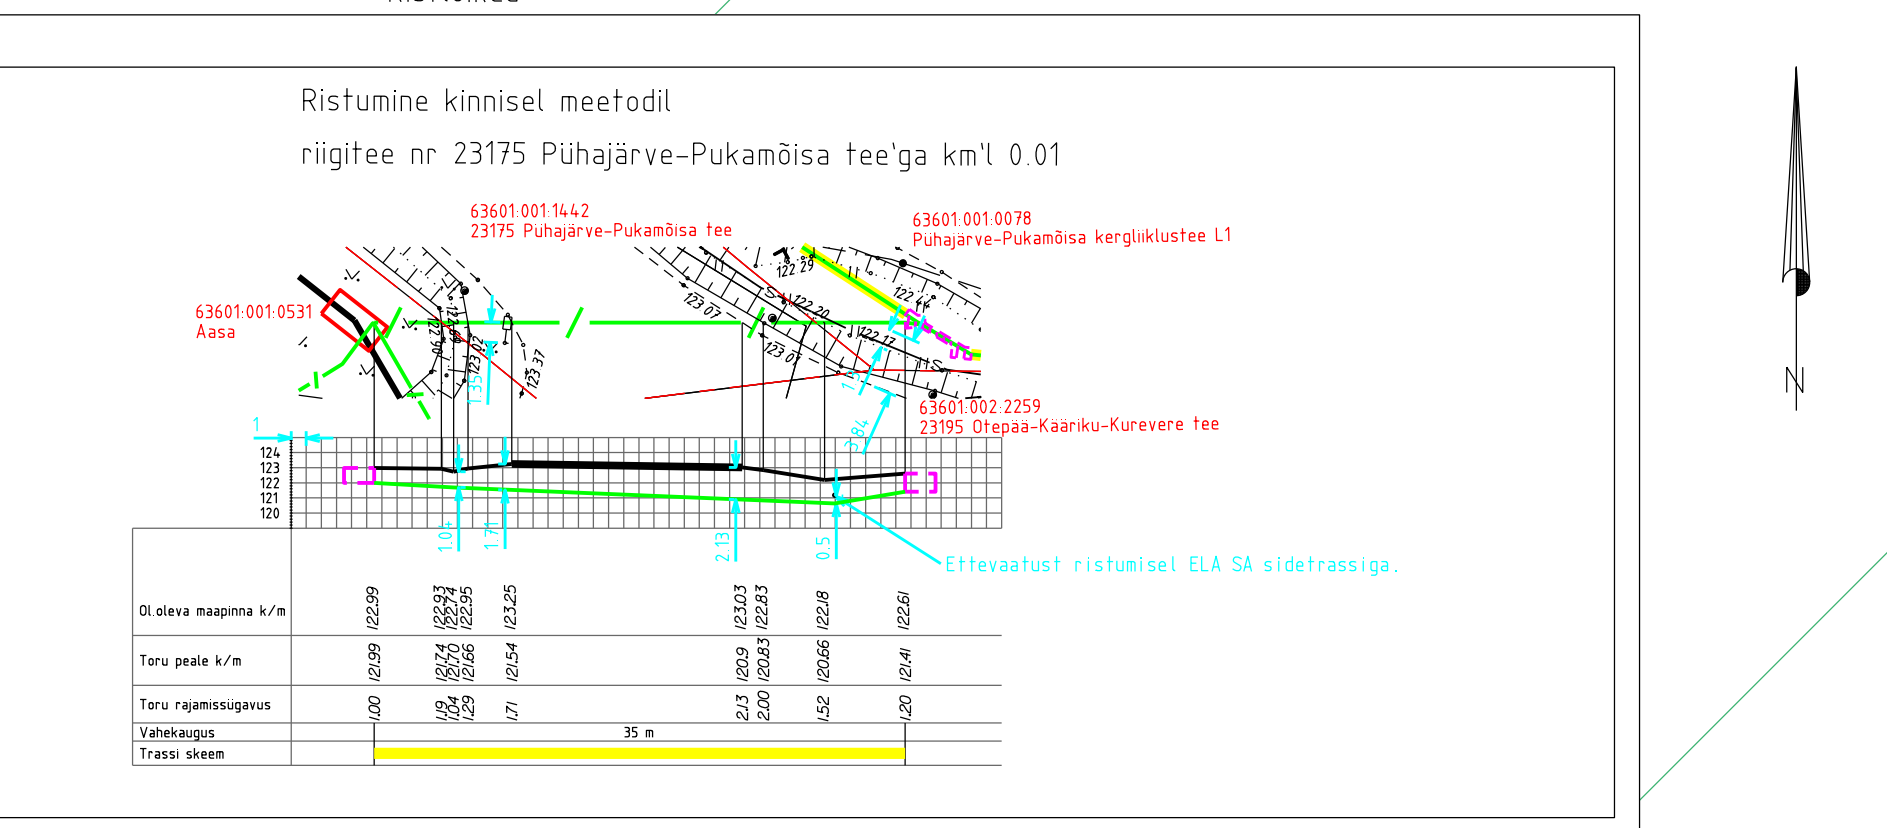 Ristumine kinnisel meetodil
riigitee nr 23175 Pühajärve-Pukamõisa tee'ga km'l 0.01
63601:001:1442
23175 Pühajärve-Pukamõisa tee
63601:001:0078
Pühajärve-Pukamõisa kergliiklustee L1
63601:001:0531
Aasa
122.29
122.44
123.07
122.20
122.17
123.07
122.90
123.02
123.37
1.35
3.84
63601:002:2259
23195 Otepää-Kääriku-Kurevere tee
1
124
123
122
121
120
1.04
1.71
2.13
0.5
Ettevaatust ristumisel ELA SA sidetrassiga.
Ol.oleva maapinna k/m
122.99 122.93 122.74 122.95 123.25 123.03 122.83 122.18 122.61
Toru peale k/m
121.99 121.74 121.70 121.66 121.54 120.9 120.83 120.66 121.41
Toru rajamissügavus
1.00 1.19 1.04 1.29 1.71 2.13 2.00 1.52 1.20
Vahekaugus
35 m
Trassi skeem
N